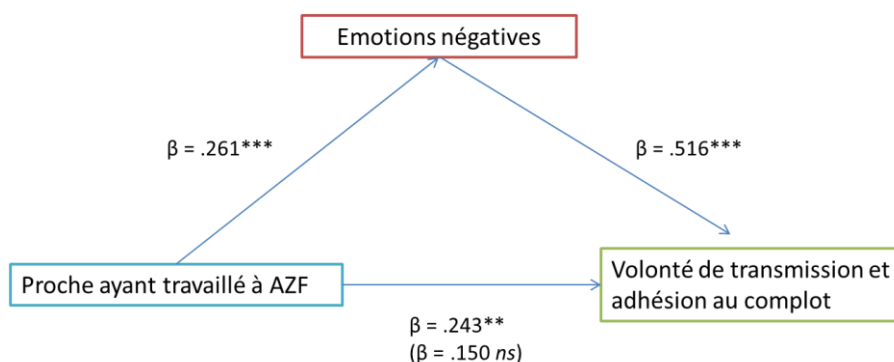 Emotions négatives
β = .261***
β = .516***
Proche ayant travaillé à AZF
Volonté de transmission et
adhésion au complot
β = .243**
(β = .150 ns)